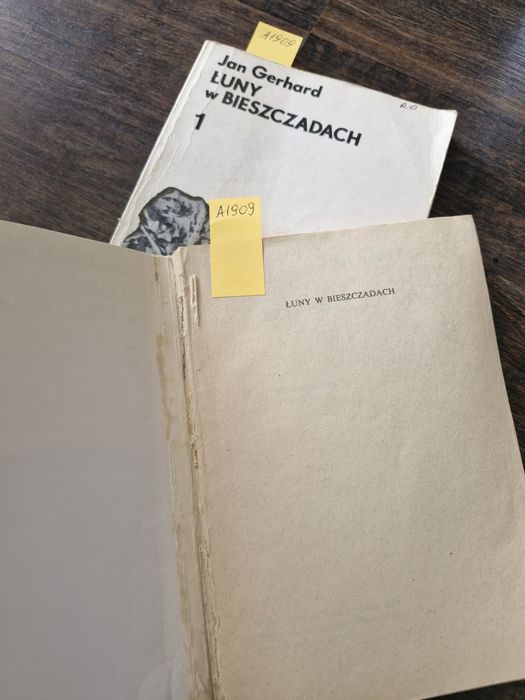 A1909
Jan Gerhard
ŁUNY
w BIESZCZADACH
1
A1909
ŁUNY W BIESZCZADACH